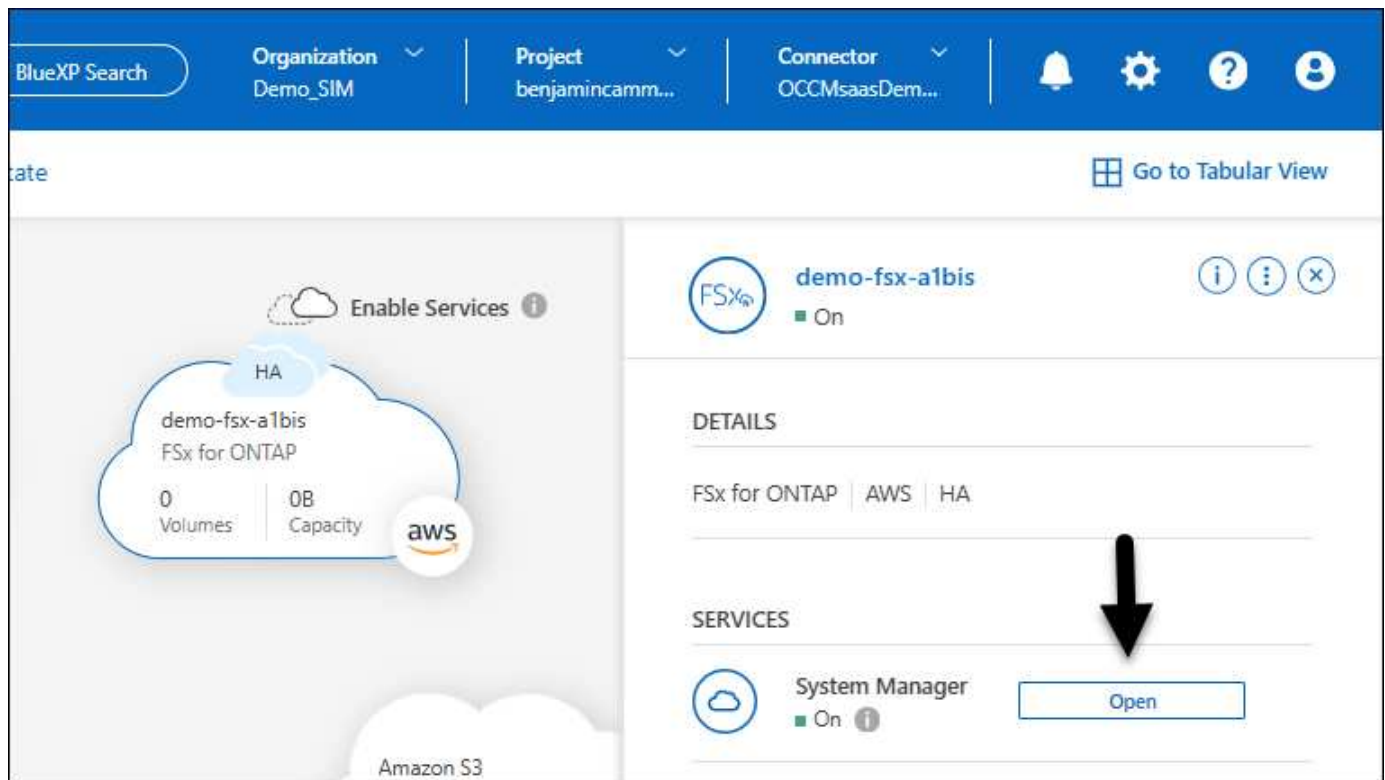 BlueXP Search
Organization
Demo_SIM
Project
benjamincamm...
Connector
OCCMsaasDem...
Go to Tabular View
Enable Services
HA
demo-fsx-a1bis
FSx for ONTAP
0
Volumes
0B
Capacity
aws
FSx
demo-fsx-a1bis
On
DETAILS
FSx for ONTAP | AWS | HA
SERVICES
System Manager
On
Open
Amazon S3